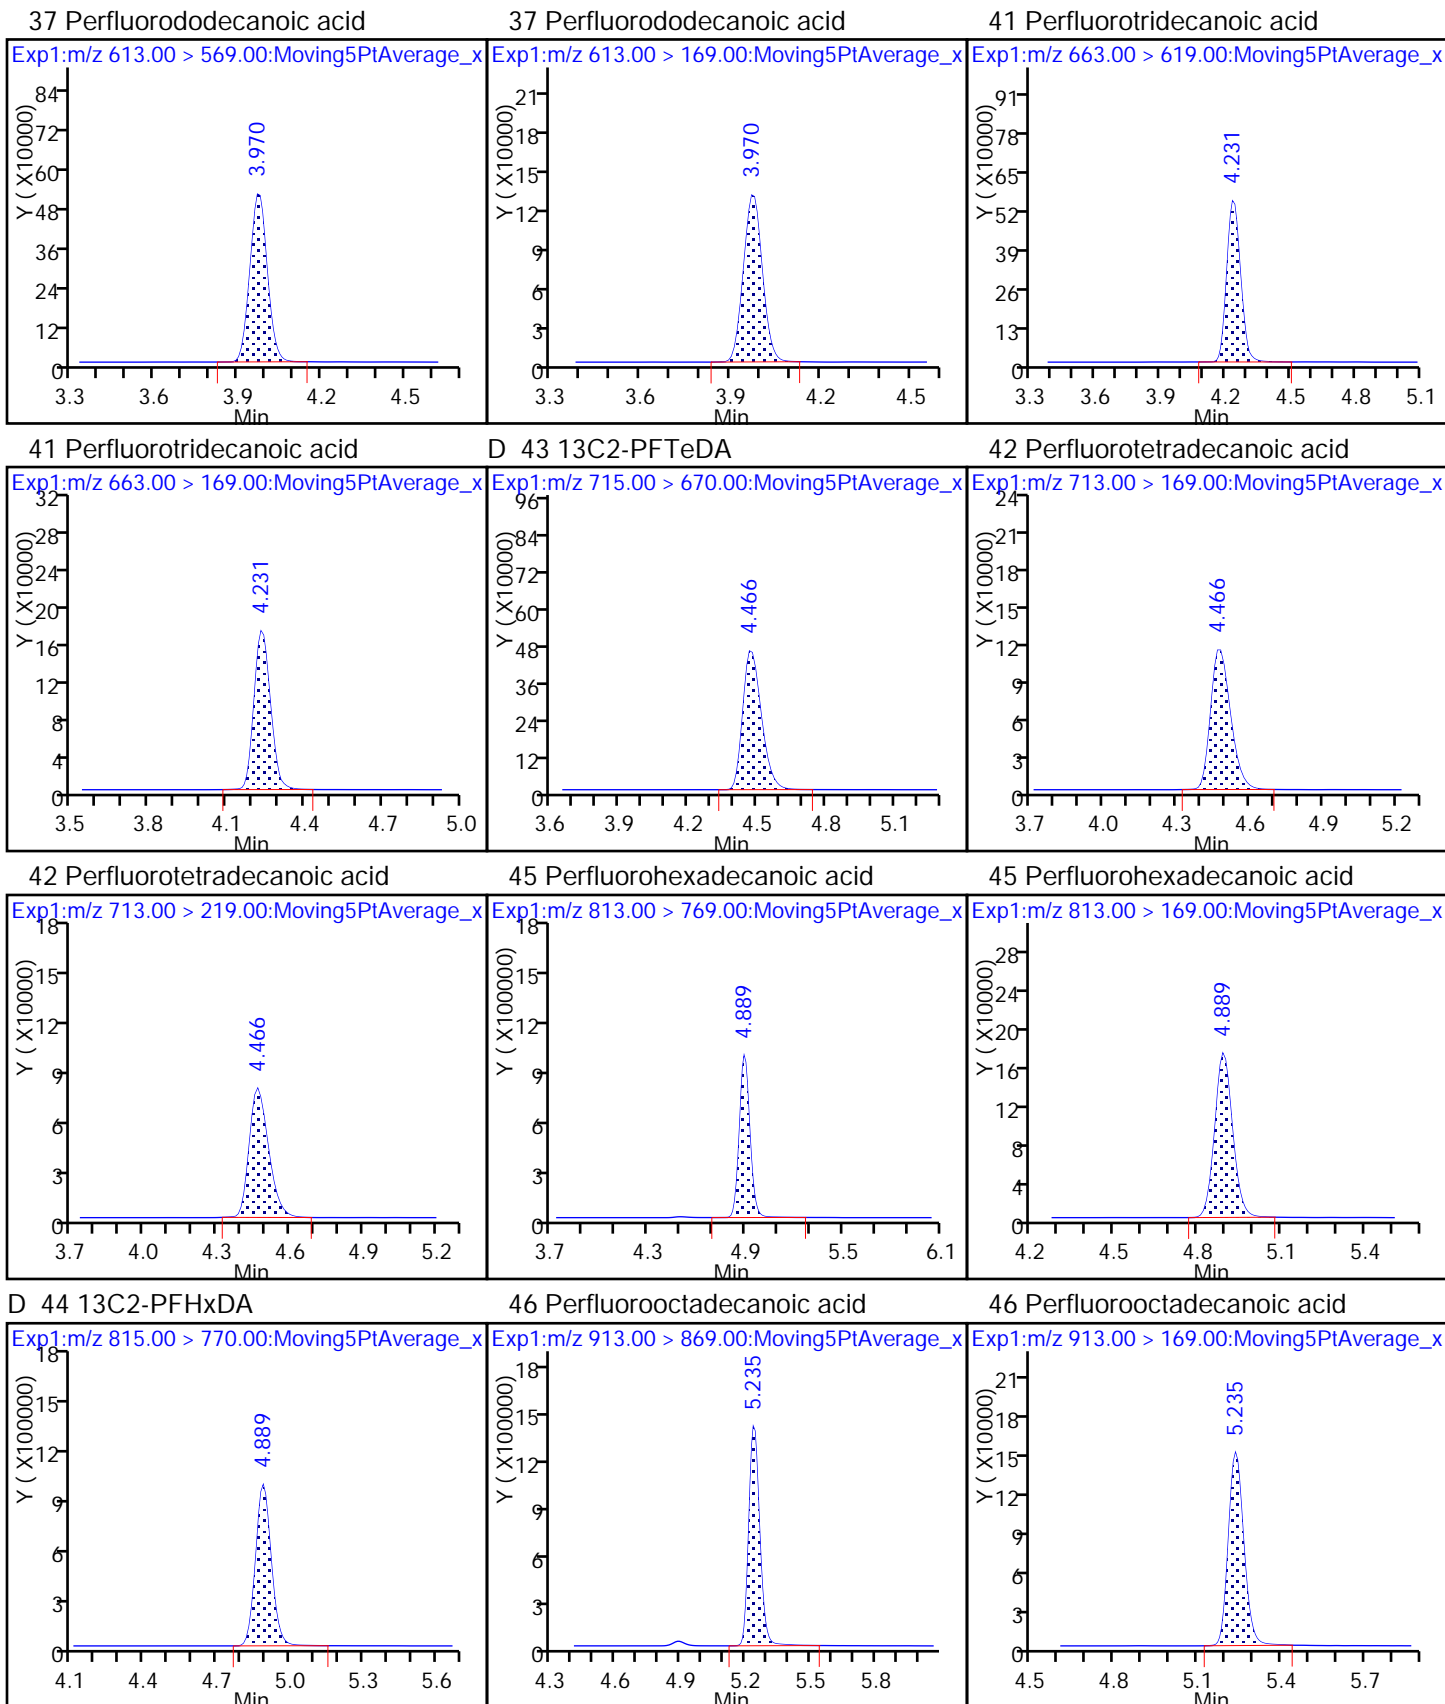 37 Perfluorododecanoic acid
Exp1:m/z 613.00 > 569.00:Moving5PtAverage_x
Y ( X10000)
84
72
60
48
36
24
12
0
3.970
3.3 3.6 3.9 4.2 4.5
Min
37 Perfluorododecanoic acid
Exp1:m/z 613.00 > 169.00:Moving5PtAverage_x
Y ( X10000)
21
18
15
12
9
6
3
0
3.970
3.3 3.6 3.9 4.2 4.5
Min
41 Perfluorotridecanoic acid
Exp1:m/z 663.00 > 619.00:Moving5PtAverage_x
Y ( X10000)
91
78
65
52
39
26
13
0
4.231
3.3 3.6 3.9 4.2 4.5 4.8 5.1
Min
41 Perfluorotridecanoic acid
Exp1:m/z 663.00 > 169.00:Moving5PtAverage_x
Y ( X10000)
32
28
24
20
16
12
8
4
0
4.231
3.5 3.8 4.1 4.4 4.7 5.0
Min
D 43 13C2-PFTeDA
Exp1:m/z 715.00 > 670.00:Moving5PtAverage_x
Y ( X10000)
96
84
72
60
48
36
24
12
0
4.466
3.6 3.9 4.2 4.5 4.8 5.1
Min
42 Perfluorotetradecanoic acid
Exp1:m/z 713.00 > 169.00:Moving5PtAverage_x
Y ( X10000)
24
21
18
15
12
9
6
3
0
4.466
3.7 4.0 4.3 4.6 4.9 5.2
Min
42 Perfluorotetradecanoic acid
Exp1:m/z 713.00 > 219.00:Moving5PtAverage_x
Y ( X10000)
18
15
12
9
6
3
0
4.466
3.7 4.0 4.3 4.6 4.9 5.2
Min
45 Perfluorohexadecanoic acid
Exp1:m/z 813.00 > 769.00:Moving5PtAverage_x
Y ( X100000)
18
15
12
9
6
3
0
4.889
3.7 4.3 4.9 5.5 6.1
Min
45 Perfluorohexadecanoic acid
Exp1:m/z 813.00 > 169.00:Moving5PtAverage_x
Y ( X10000)
28
24
20
16
12
8
4
0
4.889
4.2 4.5 4.8 5.1 5.4
Min
D 44 13C2-PFHxDA
Exp1:m/z 815.00 > 770.00:Moving5PtAverage_x
Y ( X100000)
18
15
12
9
6
3
0
4.889
4.1 4.4 4.7 5.0 5.3 5.6
Min
46 Perfluorooctadecanoic acid
Exp1:m/z 913.00 > 869.00:Moving5PtAverage_x
Y ( X100000)
18
15
12
9
6
3
0
5.235
4.3 4.6 4.9 5.2 5.5 5.8
Min
46 Perfluorooctadecanoic acid
Exp1:m/z 913.00 > 169.00:Moving5PtAverage_x
Y ( X10000)
21
18
15
12
9
6
3
0
5.235
4.5 4.8 5.1 5.4 5.7
Min